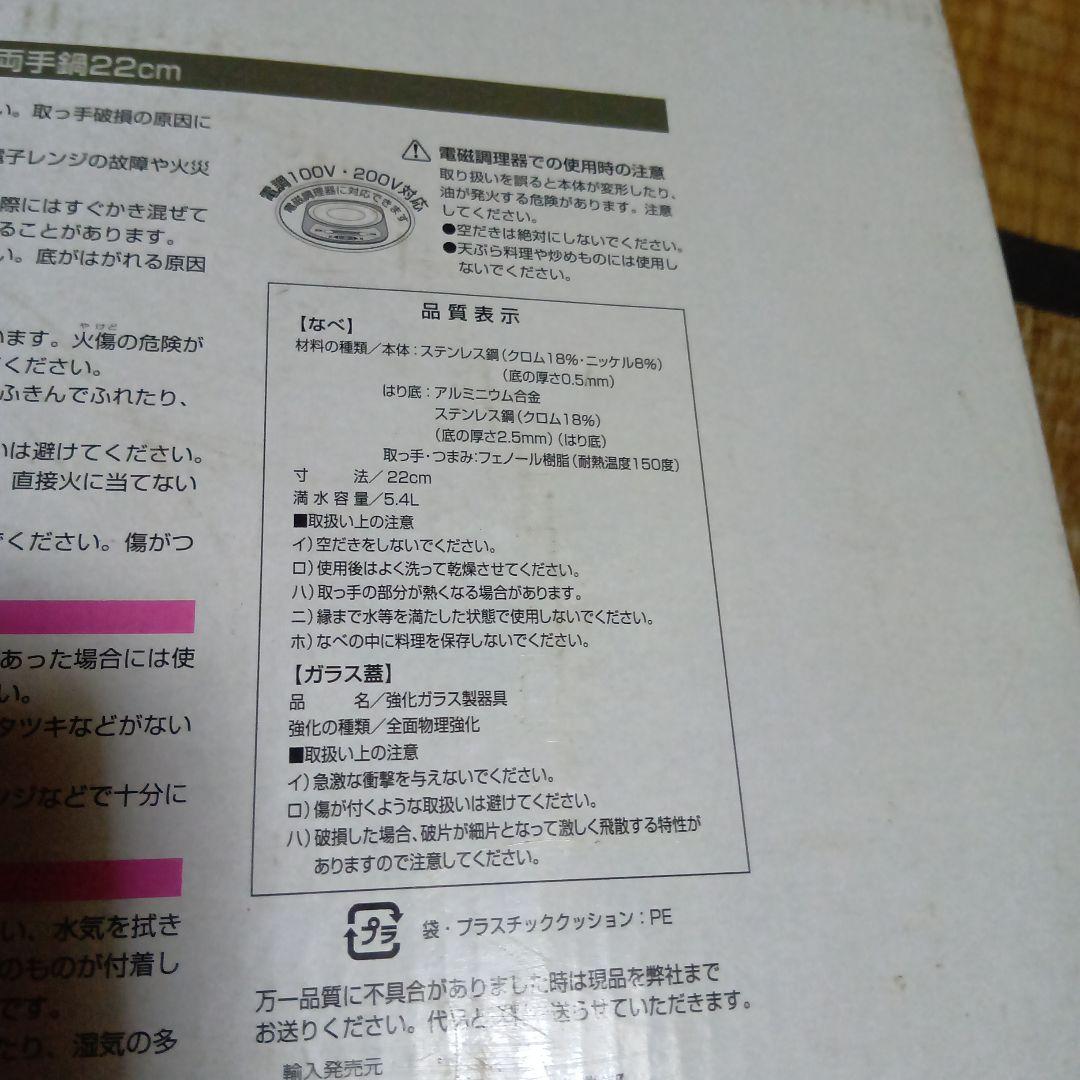 両手鍋22cm
い。取っ手破損の原因に
電子レンジの故障や火災
際にはすぐかき混ぜて
ることがあります。
い。底がはがれる原因
います。火傷の危険が
やけど
ください。
ふきんでふれたり、
いは避けてください。
直接火に当てない
でください。傷がつ
あった場合には使
い。
タツキなどがない
ンジなどで十分に
い、水気を拭き
のものが付着し
です。
たり、湿気の多
電調100V・200V対応
電磁調理器に対応できます
⚠電磁調理器での使用時の注意
取り扱いを誤ると本体が変形したり、
油が発火する危険があります。注意
してください。
●空だきは絶対にしないでください。
●天ぷら料理や炒めものには使用し
ないでください。
品質表示
【なべ】
材料の種類／本体：ステンレス鋼（クロム18%・ニッケル8%）
（底の厚さ0.5mm）
はり底：アルミニウム合金
ステンレス鋼（クロム18%）
（底の厚さ2.5mm）（はり底）
取っ手・つまみ：フェノール樹脂（耐熱温度150度）
寸　　法／22cm
満水容量／5.4L
■取扱い上の注意
イ）空だきをしないでください。
ロ）使用後はよく洗って乾燥させてください。
ハ）取っ手の部分が熱くなる場合があります。
ニ）縁まで水等を満たした状態で使用しないでください。
ホ）なべの中に料理を保存しないでください。
【ガラス蓋】
品　　名／強化ガラス製器具
強化の種類／全面物理強化
■取扱い上の注意
イ）急激な衝撃を与えないでください。
ロ）傷が付くような取扱いは避けてください。
ハ）破損した場合、破片が細片となって激しく飛散する特性が
ありますので注意してください。
プラ
袋・プラスチッククッション：PE
万一品質に不具合がありました時は現品を弊社まで
お送りください。代品と送らせていただきます。
輸入発売元